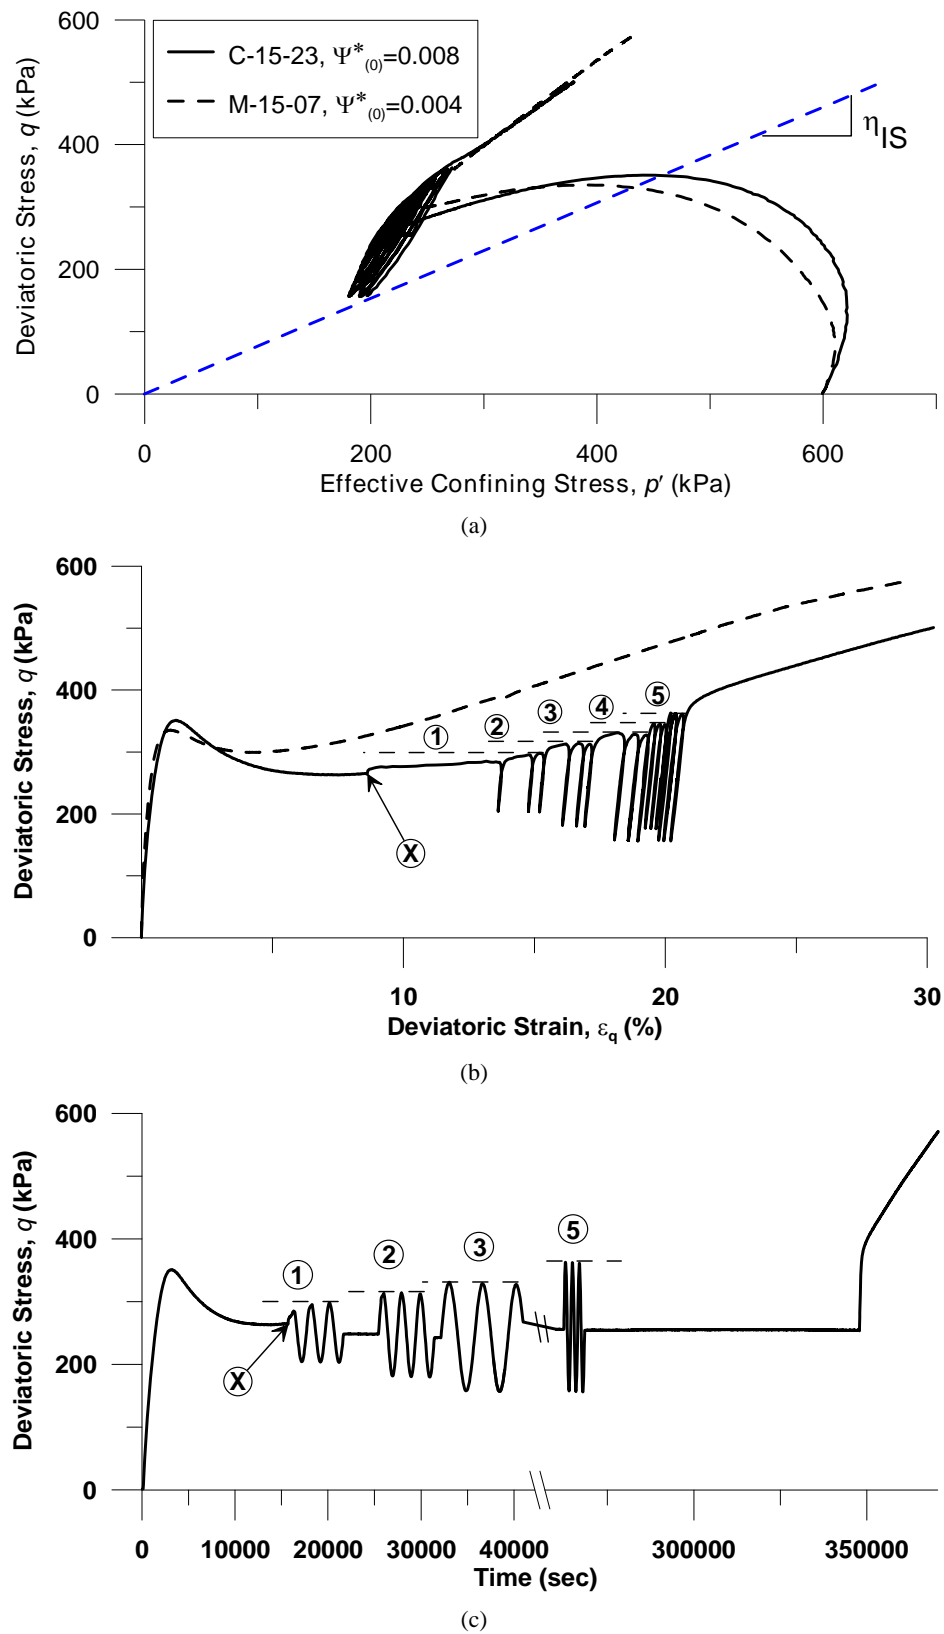 600
400
200
0
Deviatoric Stress, q (kPa)
C-15-23, Ψ*(0)=0.008
M-15-07, Ψ*(0)=0.004
ηIS
0 200 400 600
Effective Confining Stress, p′ (kPa)
(a)
600
400
200
0
Deviatoric Stress, q (kPa)
1 2 3 4 5
X
10 20 30
Deviatoric Strain, εq (%)
(b)
600
400
200
0
Deviatoric Stress, q (kPa)
1 2 3 5
X
0 10000 20000 30000 40000 300000 350000
Time (sec)
(c)